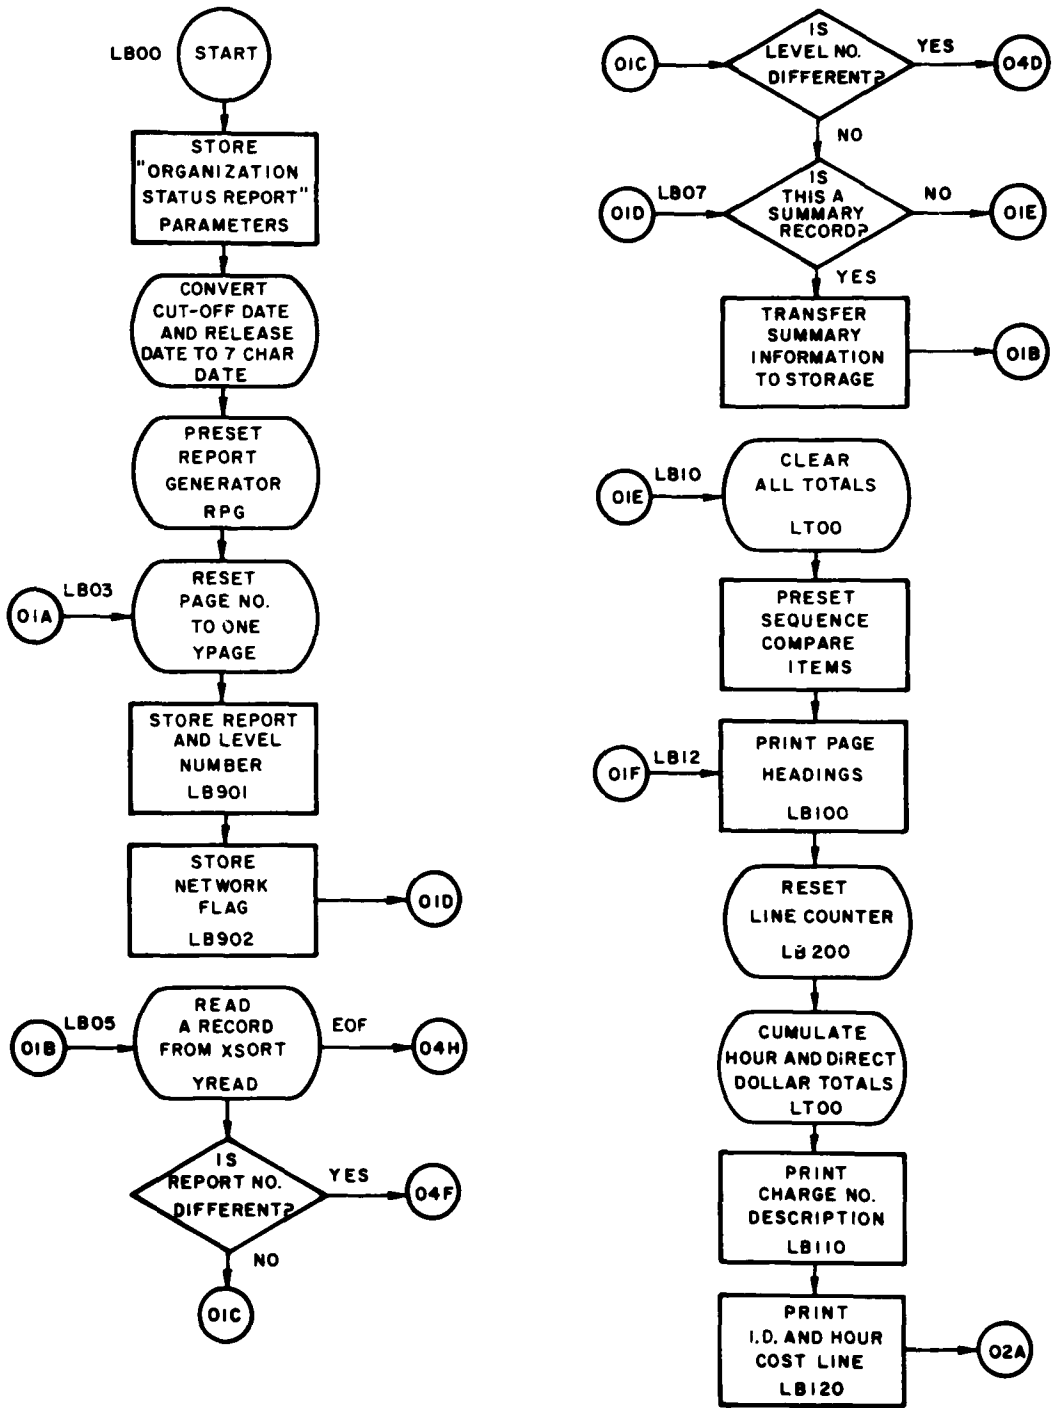 LB00
START
STORE
"ORGANIZATION
STATUS REPORT"
PARAMETERS
CONVERT
CUT-OFF DATE
AND RELEASE
DATE TO 7 CHAR
DATE
PRESET
REPORT
GENERATOR
RPG
01A
LB03
RESET
PAGE NO.
TO ONE
YPAGE
STORE REPORT
AND LEVEL
NUMBER
LB901
STORE
NETWORK
FLAG
LB902
01D
01B
LB05
READ
A RECORD
FROM XSORT
YREAD
EOF
04H
IS
REPORT NO.
DIFFERENT?
YES
04F
NO
01C
01C
IS
LEVEL NO.
DIFFERENT?
YES
04D
NO
01D
LB07
IS
THIS A
SUMMARY
RECORD?
NO
01E
YES
TRANSFER
SUMMARY
INFORMATION
TO STORAGE
01B
01E
LB10
CLEAR
ALL TOTALS
LT00
PRESET
SEQUENCE
COMPARE
ITEMS
01F
LB12
PRINT PAGE
HEADINGS
LB100
RESET
LINE COUNTER
LB200
CUMULATE
HOUR AND DIRECT
DOLLAR TOTALS
LT00
PRINT
CHARGE NO.
DESCRIPTION
LB110
PRINT
I.D. AND HOUR
COST LINE
LB120
02A